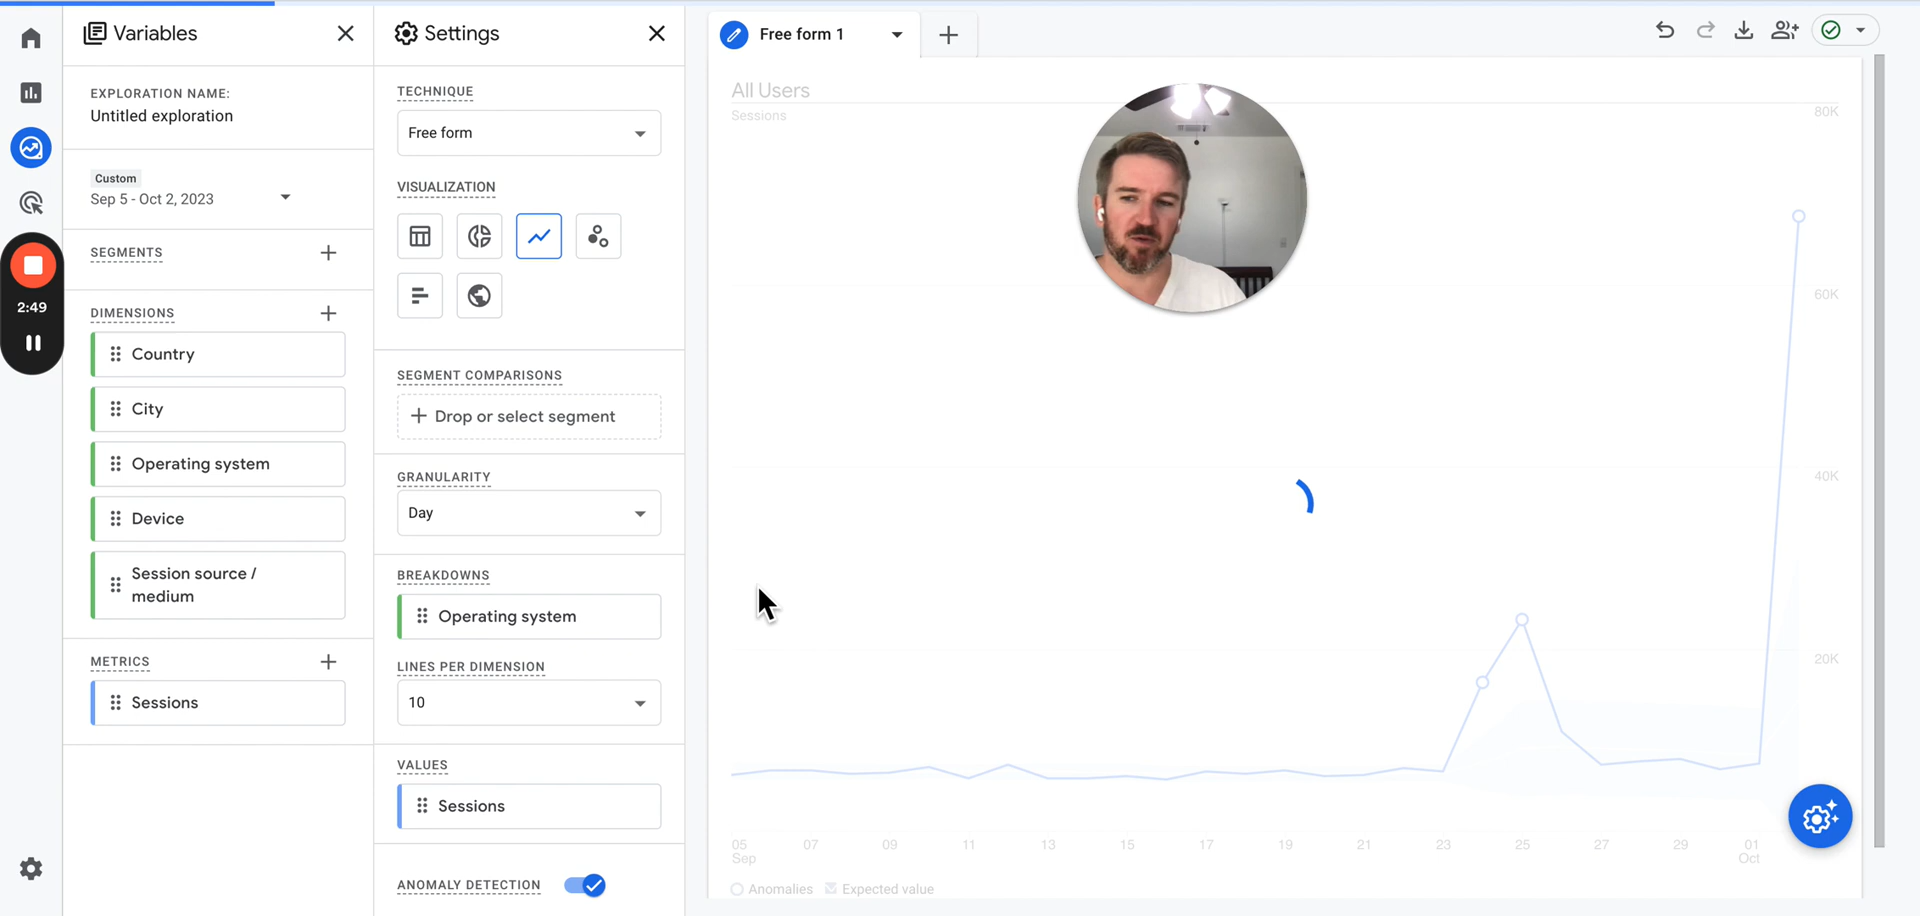 Variables
EXPLORATION NAME:
Untitled exploration
Custom
Sep 5 - Oct 2, 2023
SEGMENTS
DIMENSIONS
Country
City
Operating system
Device
Session source /
medium
METRICS
Sessions
2:49
Settings
TECHNIQUE
Free form
VISUALIZATION
SEGMENT COMPARISONS
Drop or select segment
GRANULARITY
Day
BREAKDOWNS
Operating system
LINES PER DIMENSION
10
VALUES
Sessions
ANOMALY DETECTION
Free form 1
All Users
Sessions
80K
60K
40K
20K
05 07 09 11 13 15 17 19 21 23 25 27 29 01
Sep Oct
Anomalies Expected value